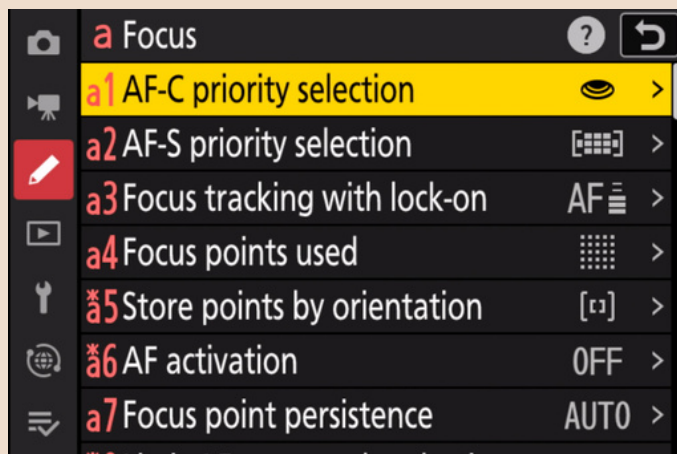 a Focus ?
a1 AF-C priority selection >
a2 AF-S priority selection >
a3 Focus tracking with lock-on AF >
a4 Focus points used >
*a5 Store points by orientation >
*a6 AF activation OFF >
a7 Focus point persistence AUTO >